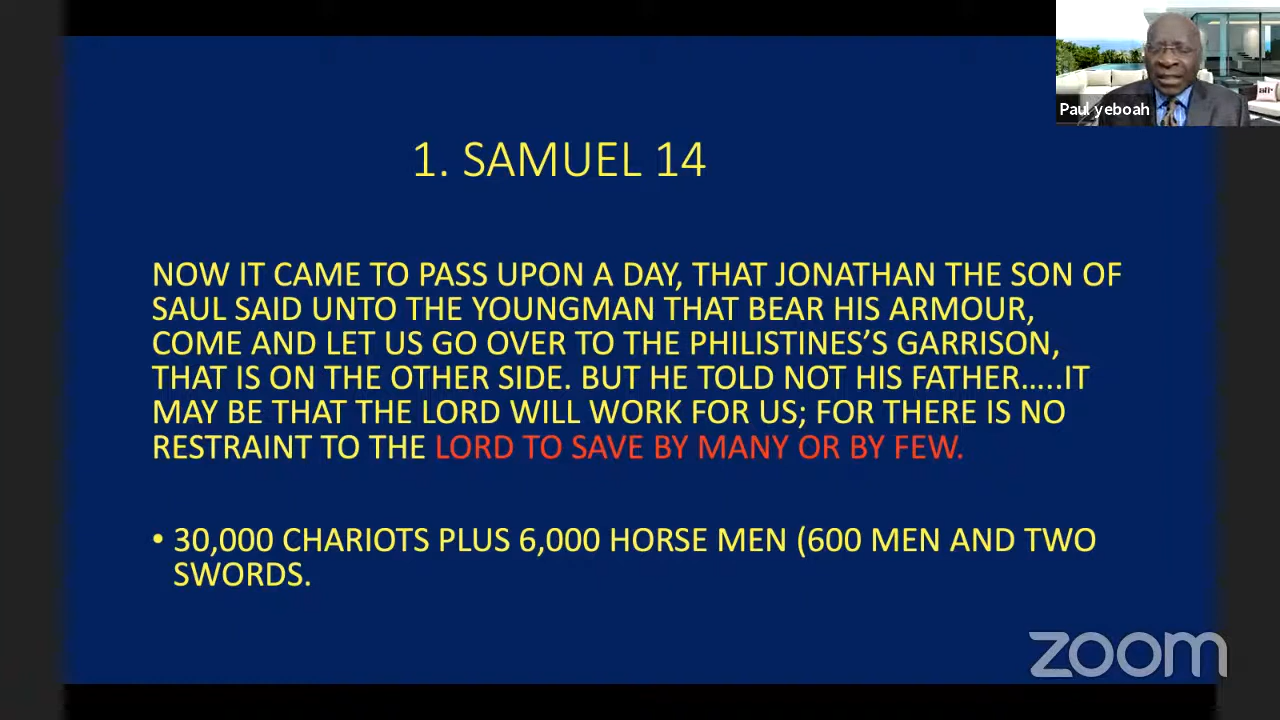 Paul yeboah
1. SAMUEL 14
NOW IT CAME TO PASS UPON A DAY, THAT JONATHAN THE SON OF
SAUL SAID UNTO THE YOUNGMAN THAT BEAR HIS ARMOUR,
COME AND LET US GO OVER TO THE PHILISTINES’S GARRISON,
THAT IS ON THE OTHER SIDE. BUT HE TOLD NOT HIS FATHER…..IT
MAY BE THAT THE LORD WILL WORK FOR US; FOR THERE IS NO
RESTRAINT TO THE LORD TO SAVE BY MANY OR BY FEW.
• 30,000 CHARIOTS PLUS 6,000 HORSE MEN (600 MEN AND TWO
SWORDS.
zoom